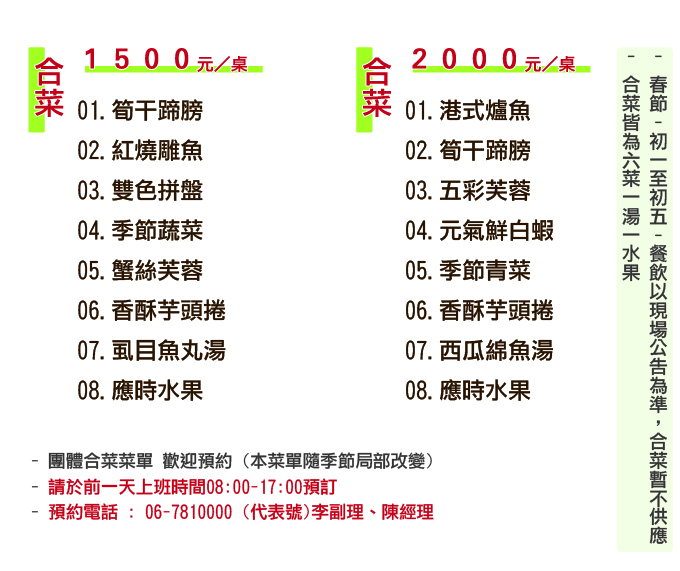 合菜
1500元／桌
01. 筍干蹄膀
02. 紅燒雕魚
03. 雙色拼盤
04. 季節蔬菜
05. 蟹絲芙蓉
06. 香酥芋頭捲
07. 虱目魚丸湯
08. 應時水果
合菜
2000元／桌
01. 港式爐魚
02. 筍干蹄膀
03. 五彩芙蓉
04. 元氣鮮白蝦
05. 季節青菜
06. 香酥芋頭捲
07. 西瓜綿魚湯
08. 應時水果
- 春節-初一至初五-餐飲以現場公告為準，合菜暫不供應
- 合菜皆為六菜一湯一水果
- 團體合菜菜單 歡迎預約（本菜單隨季節局部改變）
- 請於前一天上班時間08:00-17:00預訂
- 預約電話 : 06-7810000（代表號)李副理、陳經理